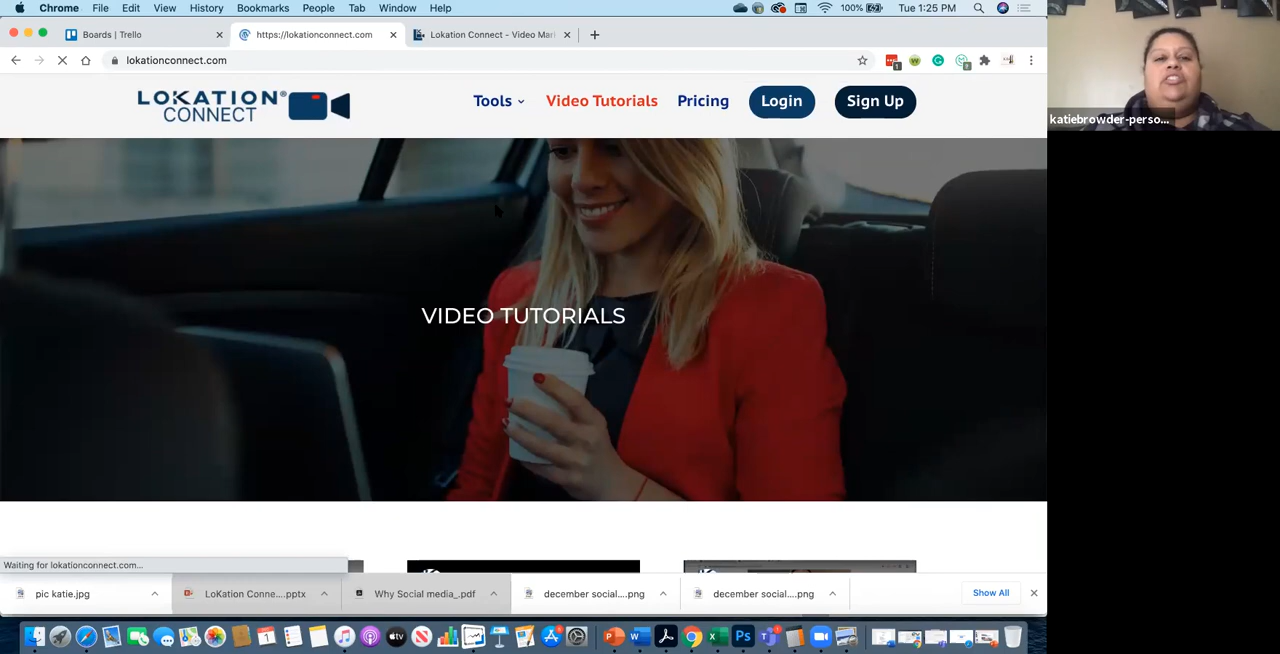 Chrome File Edit View History Bookmarks People Tab Window Help 100% Tue 1:25 PM
Boards | Trello https://lokationconnect.com Lokation Connect - Video Mar
lokationconnect.com
LOKATION® CONNECT
Tools Video Tutorials Pricing Login Sign Up
katiebrowder-perso...
VIDEO TUTORIALS
Waiting for lokationconnect.com...
pic katie.jpg LoKation Conne....pptx Why Social media_.pdf december social....png december social....png Show All